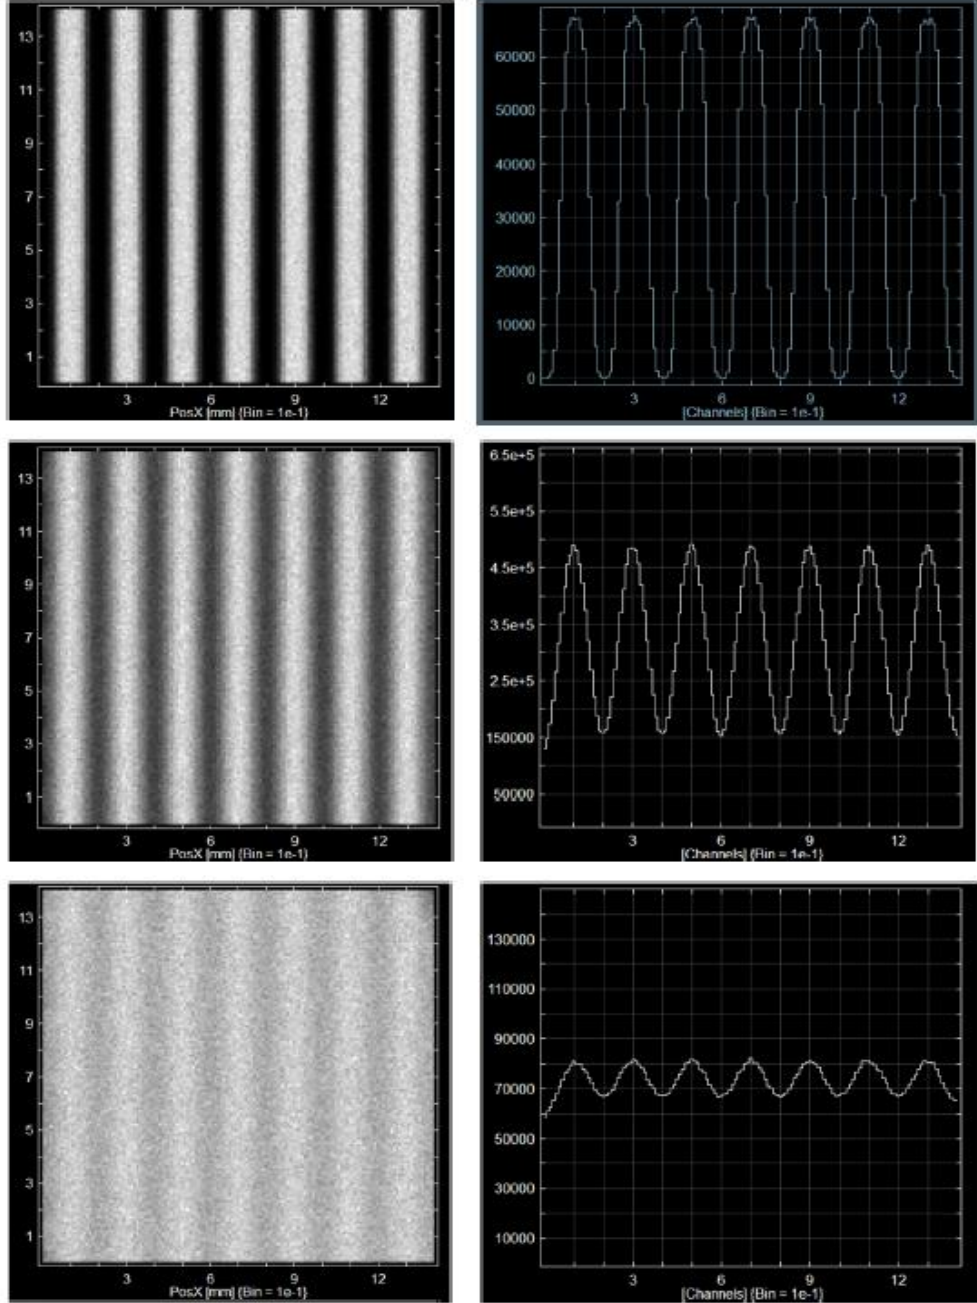 13
11
9
7
5
3
1
3 6 9 12
PosX [mm] {Bin = 1e-1}
60000
50000
40000
30000
20000
10000
0
3 6 9 12
[Channels] {Bin = 1e-1}
13
11
9
7
5
3
1
3 6 9 12
PosX [mm] {Bin = 1e-1}
6.5e+5
5.5e+5
4.5e+5
3.5e+5
2.5e+5
150000
50000
3 6 9 12
[Channels] {Bin = 1e-1}
13
11
9
7
5
3
1
3 6 9 12
PosX [mm] {Bin = 1e-1}
130000
110000
90000
70000
50000
30000
10000
3 6 9 12
[Channels] {Bin = 1e-1}